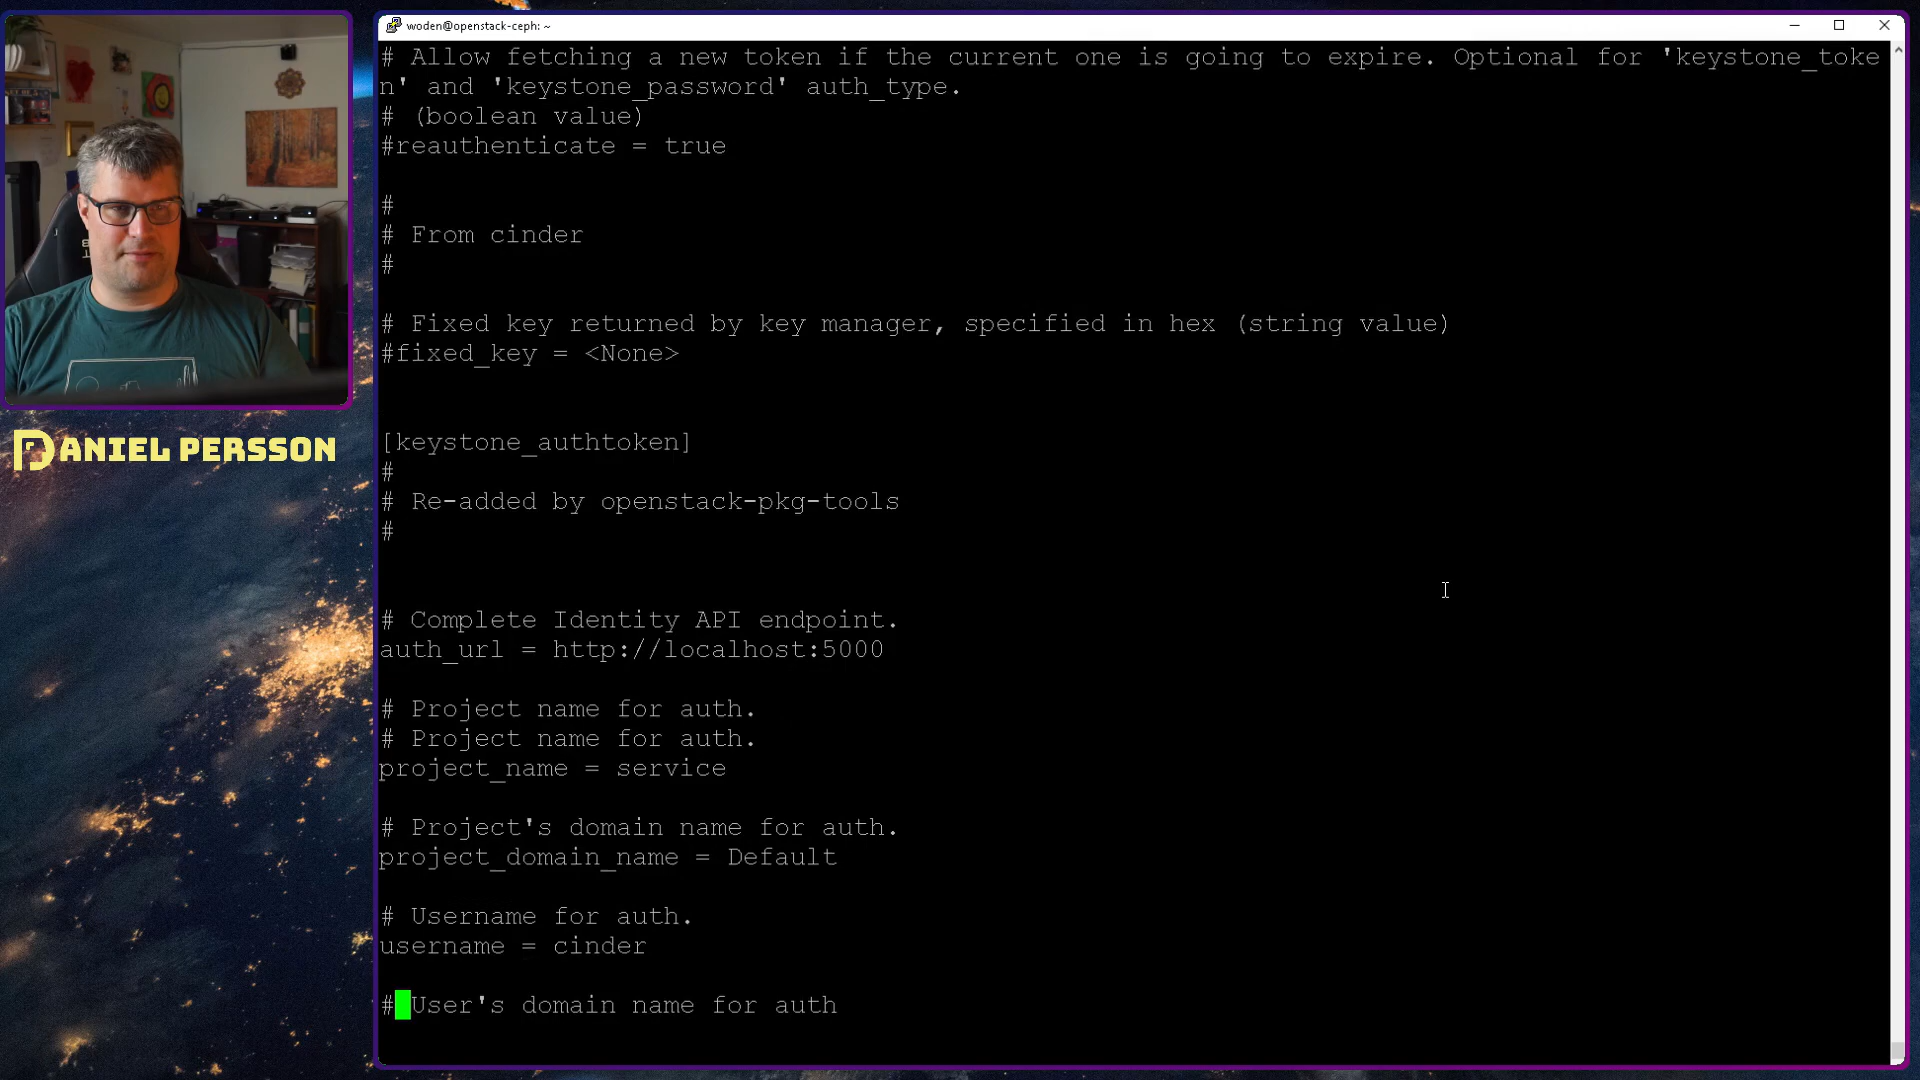 woden@openstack-ceph: ~
# Allow fetching a new token if the current one is going to expire. Optional for 'keystone_toke
n' and 'keystone_password' auth_type.
# (boolean value)
#reauthenticate = true
#
# From cinder
#
# Fixed key returned by key manager, specified in hex (string value)
#fixed_key = <None>
[keystone_authtoken]
#
# Re-added by openstack-pkg-tools
#
# Complete Identity API endpoint.
auth_url = http://localhost:5000
# Project name for auth.
# Project name for auth.
project_name = service
# Project's domain name for auth.
project_domain_name = Default
# Username for auth.
username = cinder
# User's domain name for auth
DANIEL PERSSON